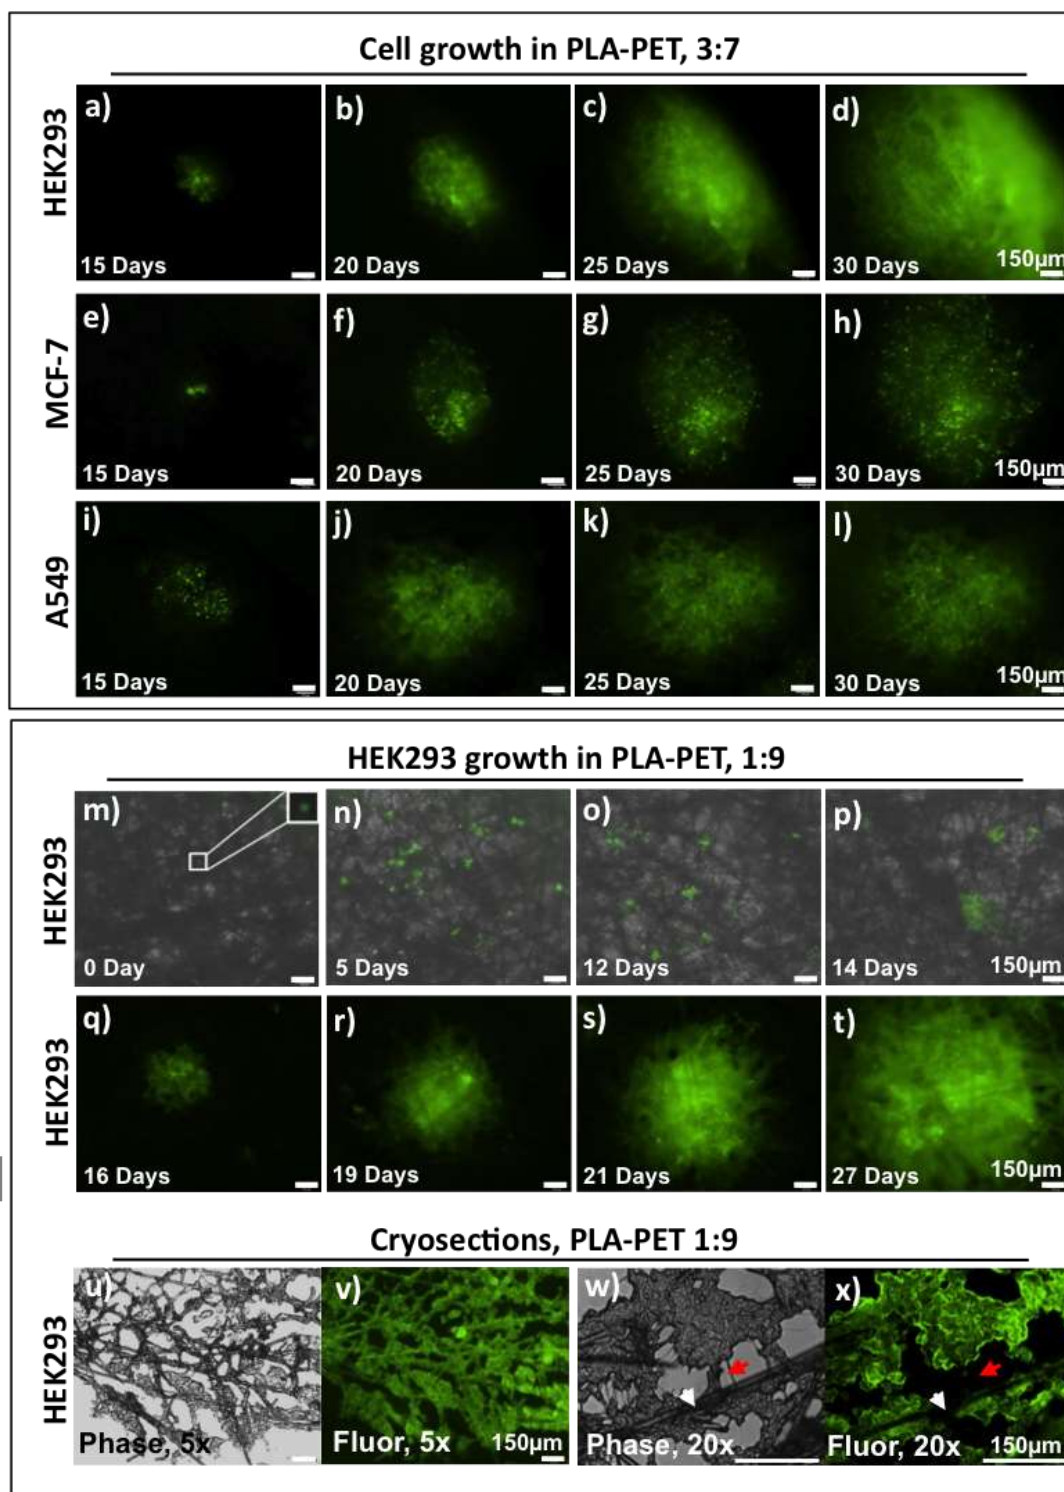 Cell growth in PLA-PET, 3:7
HEK293
a)
b)
c)
d)
15 Days
20 Days
25 Days
30 Days
150µm
MCF-7
e)
f)
g)
h)
15 Days
20 Days
25 Days
30 Days
150µm
A549
i)
j)
k)
l)
15 Days
20 Days
25 Days
30 Days
150µm
HEK293 growth in PLA-PET, 1:9
HEK293
m)
n)
o)
p)
0 Day
5 Days
12 Days
14 Days
150µm
HEK293
q)
r)
s)
t)
16 Days
19 Days
21 Days
27 Days
150µm
Cryosections, PLA-PET 1:9
HEK293
u)
v)
w)
x)
Phase, 5x
Fluor, 5x
150µm
Phase, 20x
Fluor, 20x
150µm